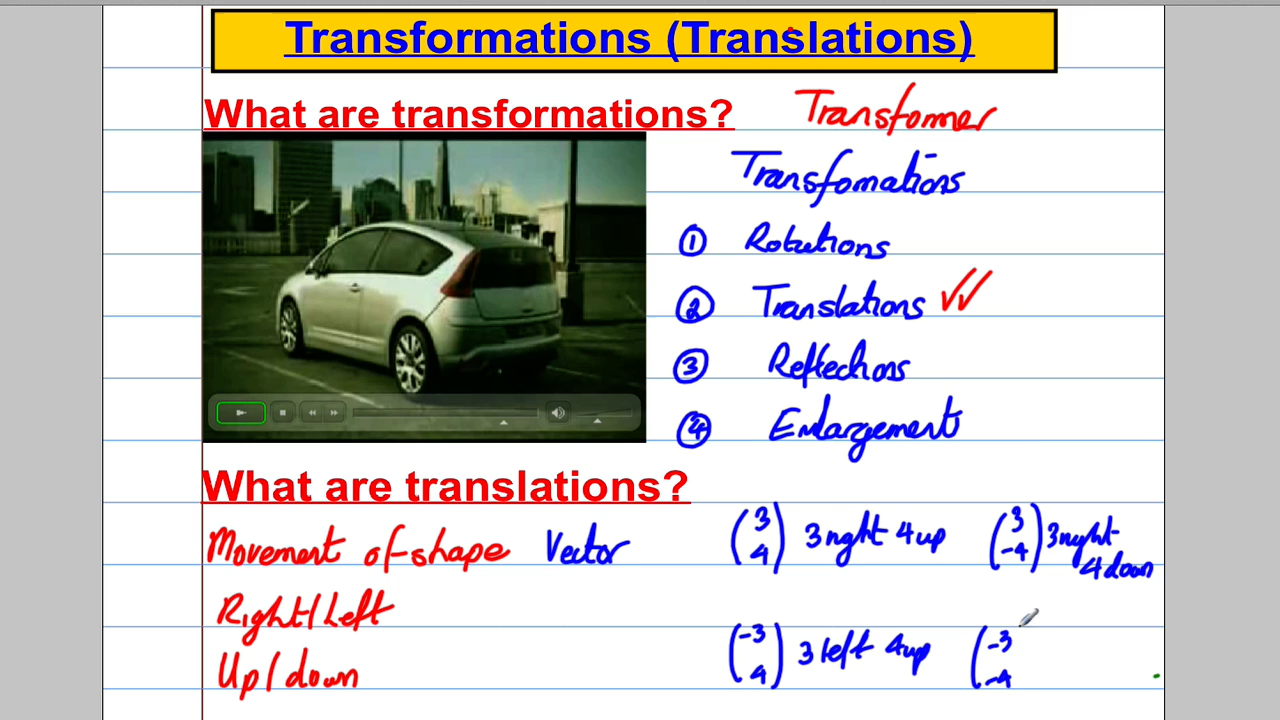 Transformations (Translations)
What are transformations?
Transformer
Transfomations
① Rotations
② Translations ✓✓
③ Reflections
④ Enlargement
What are translations?
Movement of shape Vector
(3 4) 3 right 4 up (3 -4) 3 right 4 down
Right/Left
Up/down
(-3 4) 3 left 4 up (-3 -4